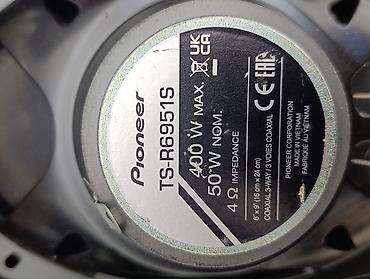 Pioneer
TS-R6951S
400 W MAX.
50 W NOM.
4 Ω IMPEDANCE
UK
CA
CE EAC
6" x 9" (16 cm x 24 cm)
COAXIAL 3-WAY / 3 VOIES COAXIAL
PIONEER CORPORATION
MADE IN VIETNAM
FABRIQUÉ AU VIETNAM